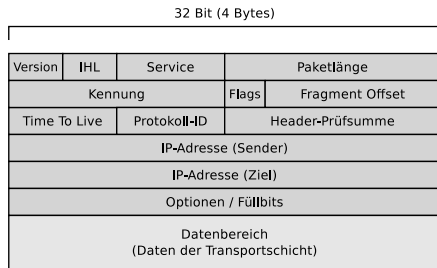 32 Bit (4 Bytes)
Version IHL Service Paketlänge
Kennung Flags Fragment Offset
Time To Live Protokoll-ID Header-Prüfsumme
IP-Adresse (Sender)
IP-Adresse (Ziel)
Optionen / Füllbits
Datenbereich
(Daten der Transportschicht)